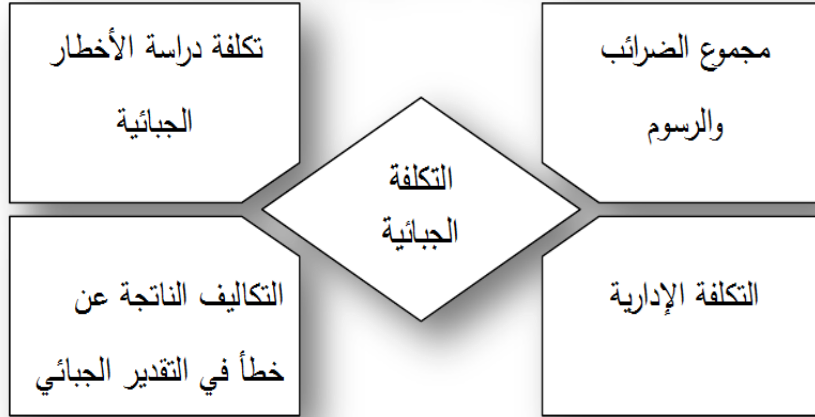 مجموع الضرائب
والرسوم
تكلفة دراسة الأخطار
الجبائية
التكلفة
الجبائية
التكلفة الإدارية
التكاليف الناتجة عن
خطأ في التقدير الجبائي